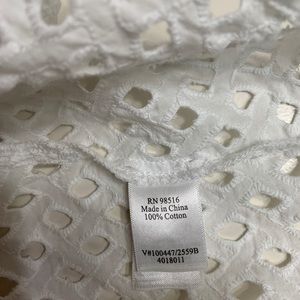 RN 98516
Made in China
100% Cotton
V#100447/2559B
4018011